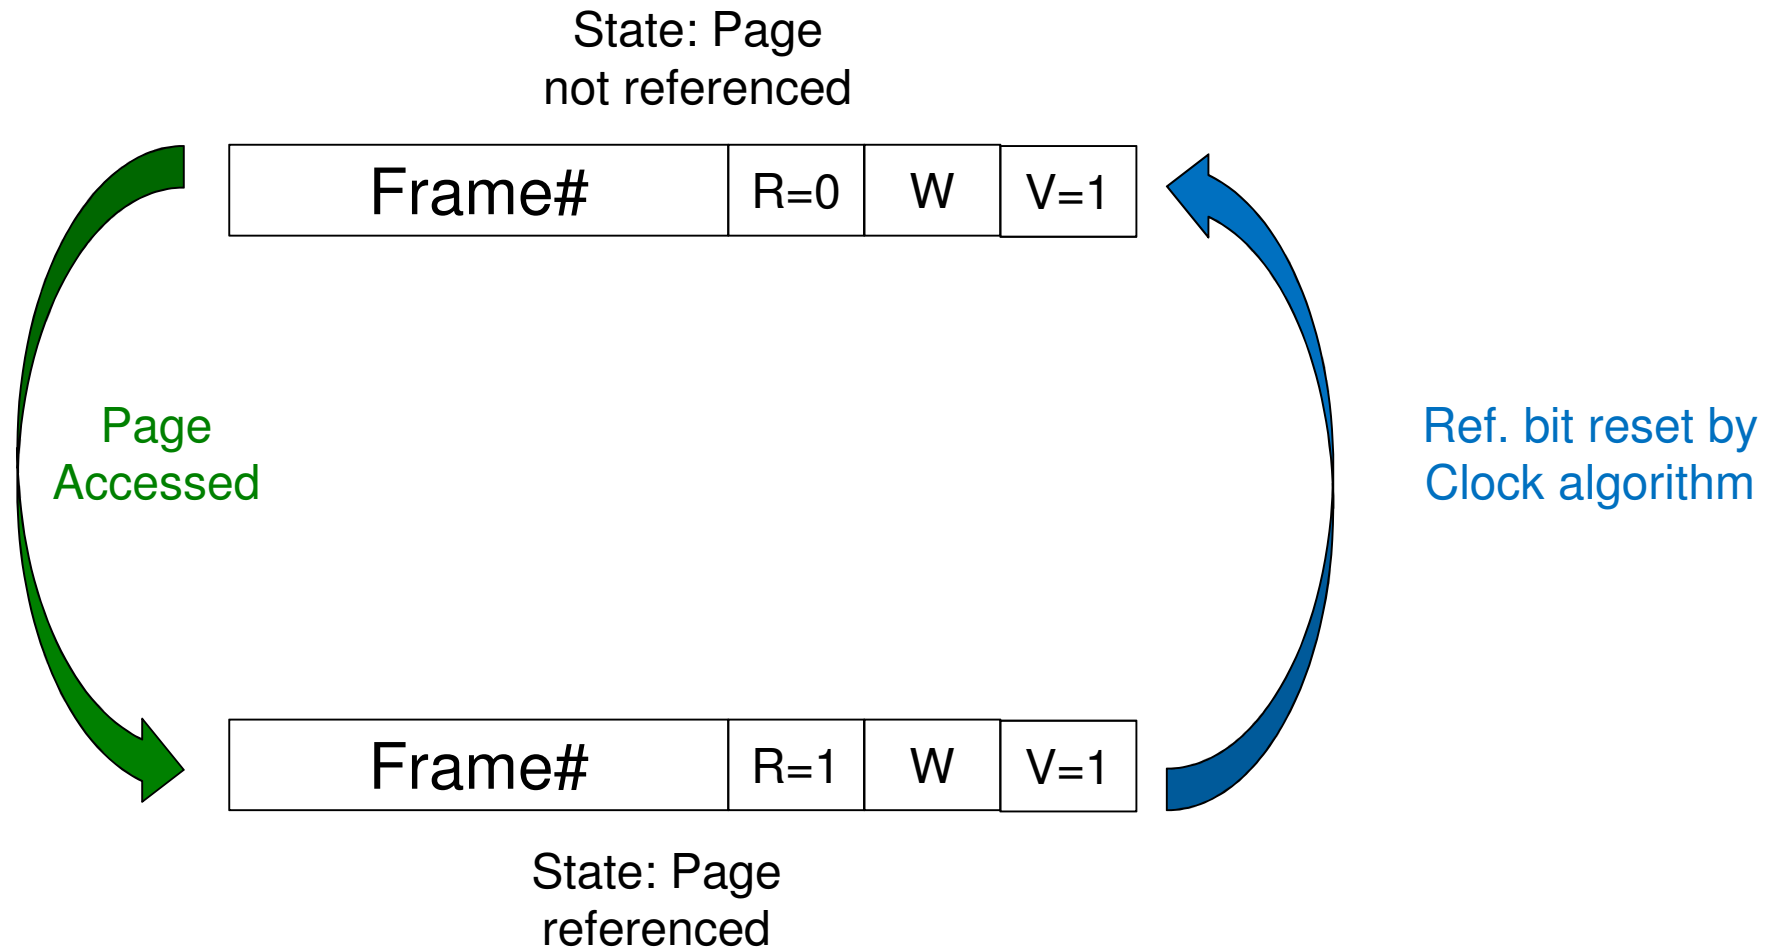 State: Page
not referenced
Frame# R=0 W V=1
Page
Accessed
Ref. bit reset by
Clock algorithm
Frame# R=1 W V=1
State: Page
referenced